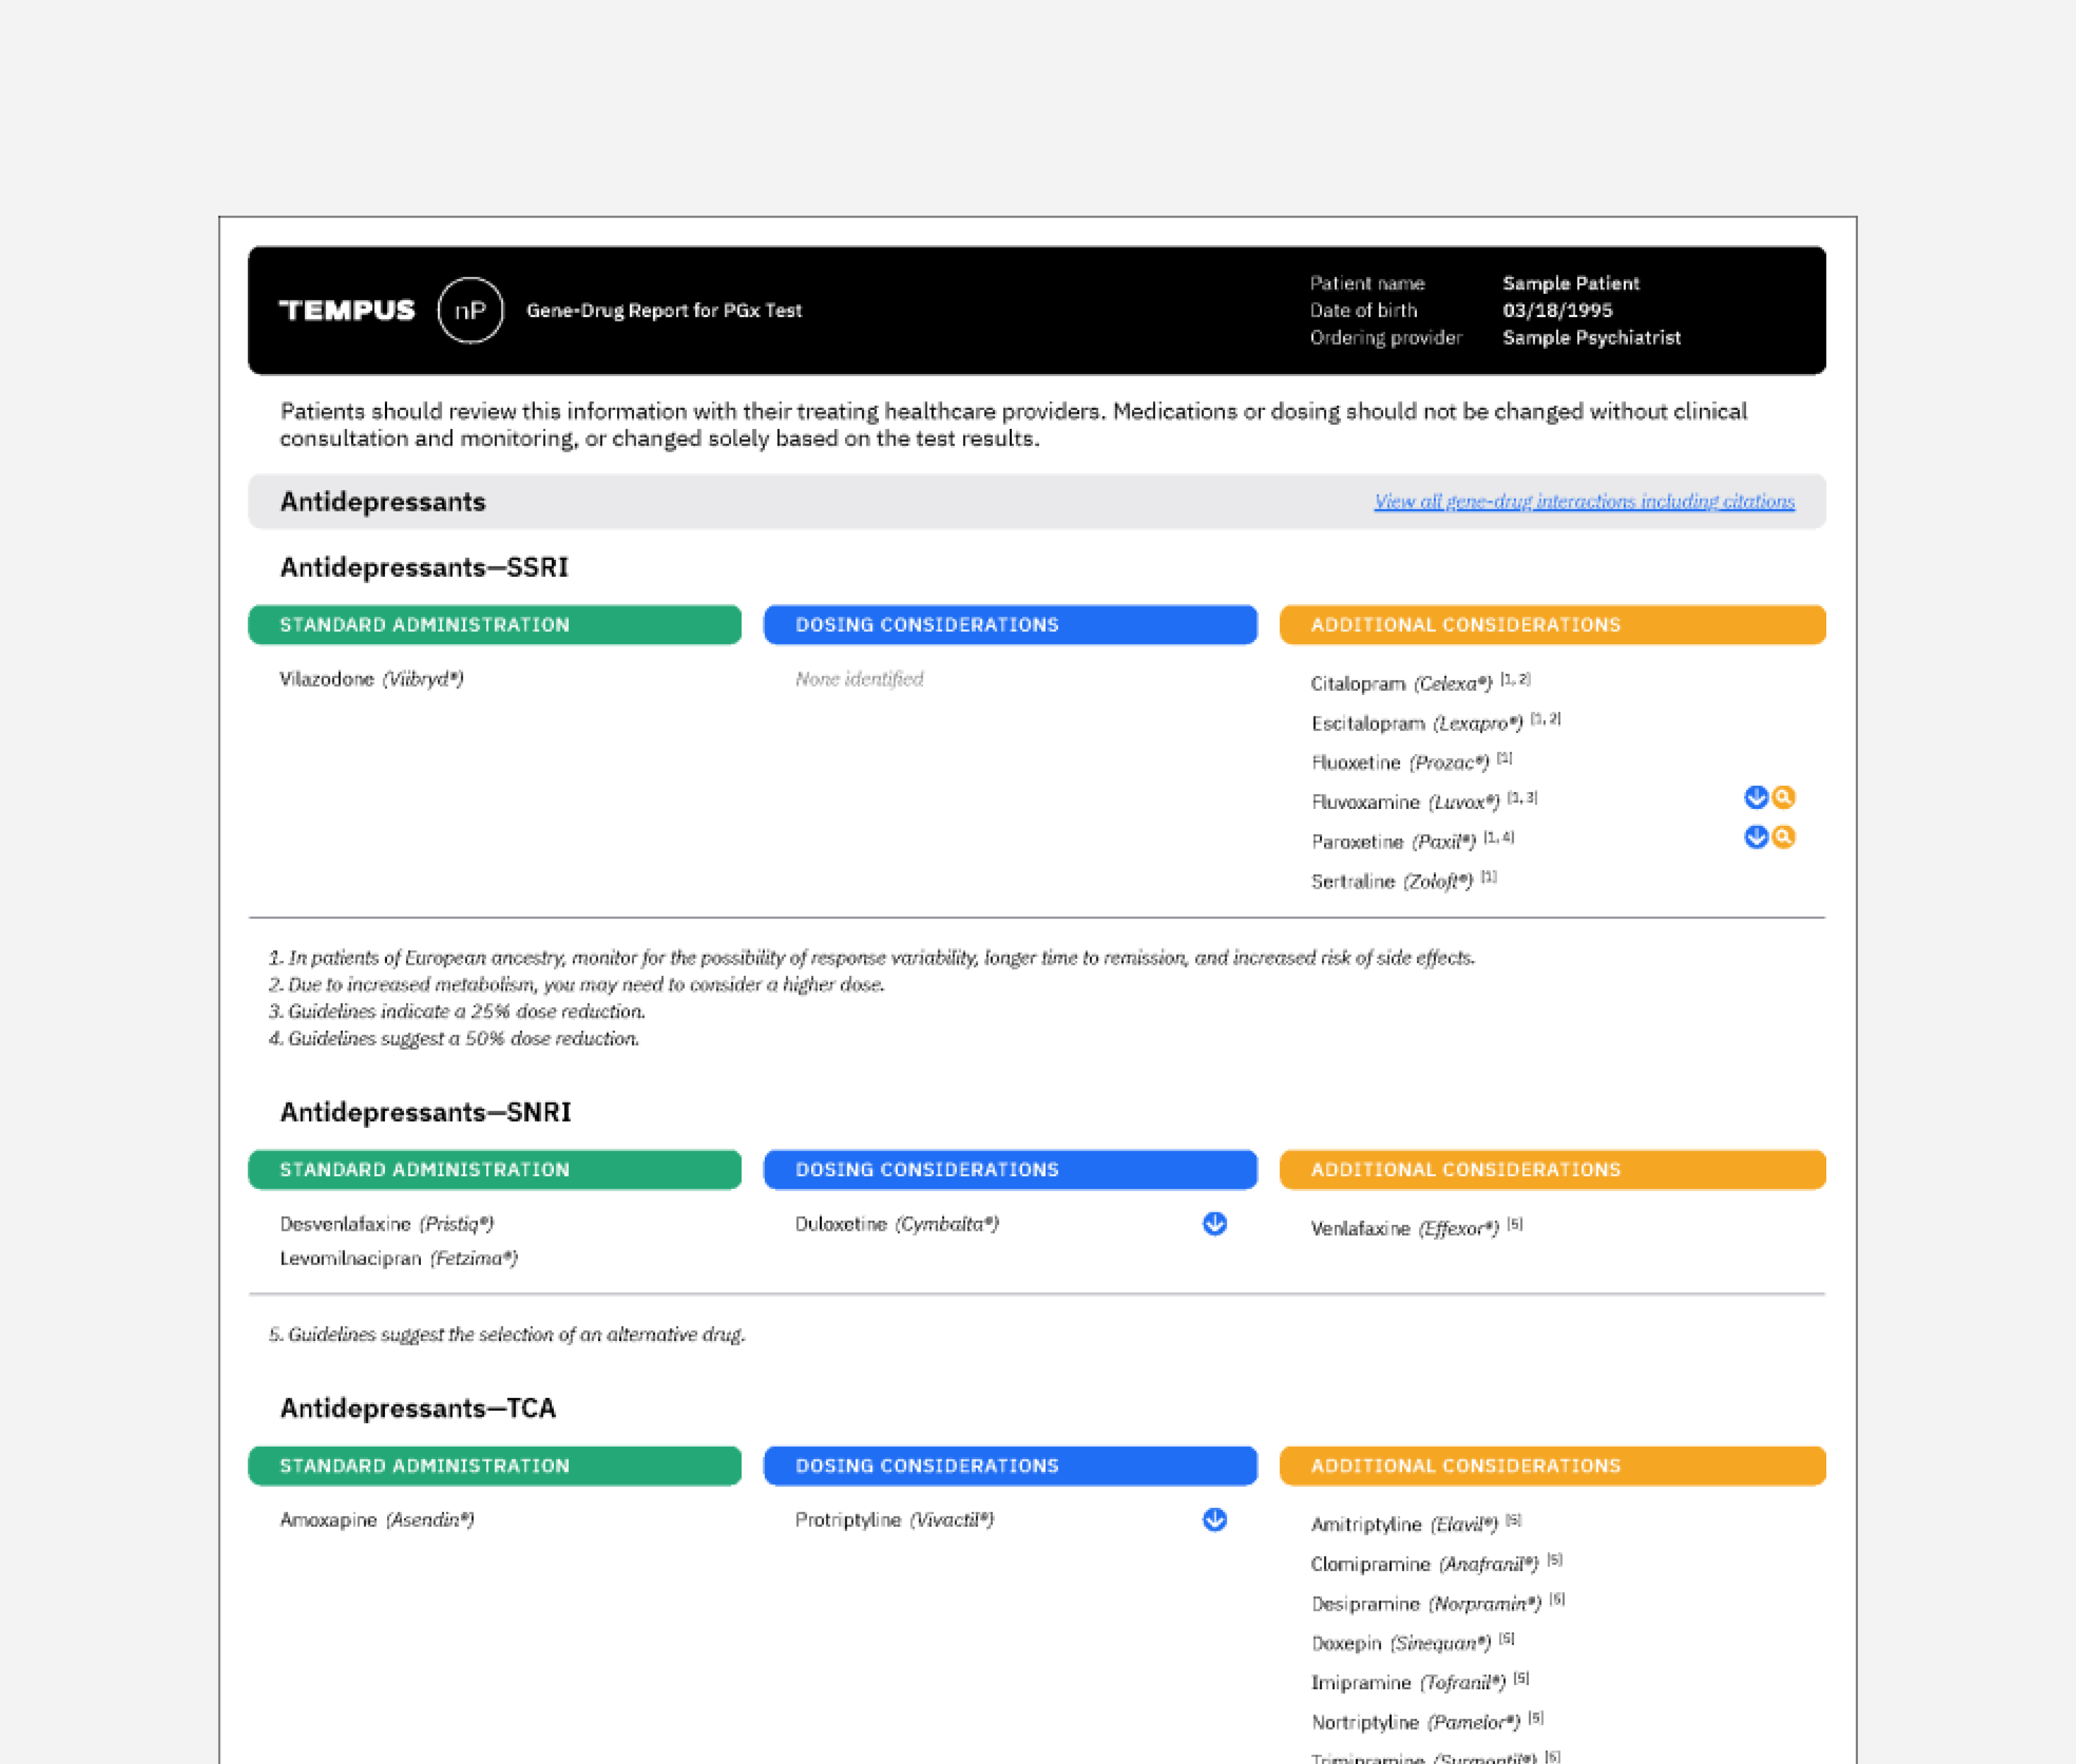 TEMPUS nP Gene-Drug Report for PGx Test
Patient name Sample Patient
Date of birth 03/18/1995
Ordering provider Sample Psychiatrist
Patients should review this information with their treating healthcare providers. Medications or dosing should not be changed without clinical
consultation and monitoring, or changed solely based on the test results.
Antidepressants View all gene-drug interactions including citations
Antidepressants—SSRI
STANDARD ADMINISTRATION DOSING CONSIDERATIONS ADDITIONAL CONSIDERATIONS
Vilazodone (Viibryd®) None identified Citalopram (Celexa®) [1, 2]
Escitalopram (Lexapro®) [1, 2]
Fluoxetine (Prozac®) [1]
Fluvoxamine (Luvox®) [1, 3]
Paroxetine (Paxil®) [1, 4]
Sertraline (Zoloft®) [1]
1. In patients of European ancestry, monitor for the possibility of response variability, longer time to remission, and increased risk of side effects.
2. Due to increased metabolism, you may need to consider a higher dose.
3. Guidelines indicate a 25% dose reduction.
4. Guidelines suggest a 50% dose reduction.
Antidepressants—SNRI
STANDARD ADMINISTRATION DOSING CONSIDERATIONS ADDITIONAL CONSIDERATIONS
Desvenlafaxine (Pristiq®) Duloxetine (Cymbalta®) Venlafaxine (Effexor®) [5]
Levomilnacipran (Fetzima®)
5. Guidelines suggest the selection of an alternative drug.
Antidepressants—TCA
STANDARD ADMINISTRATION DOSING CONSIDERATIONS ADDITIONAL CONSIDERATIONS
Amoxapine (Asendin®) Protriptyline (Vivactil®) Amitriptyline (Elavil®) [5]
Clomipramine (Anafranil®) [5]
Desipramine (Norpramin®) [5]
Doxepin (Sinequan®) [5]
Imipramine (Tofranil®) [5]
Nortriptyline (Pamelor®) [5]
Trimipramine (Surmontil®) [5]